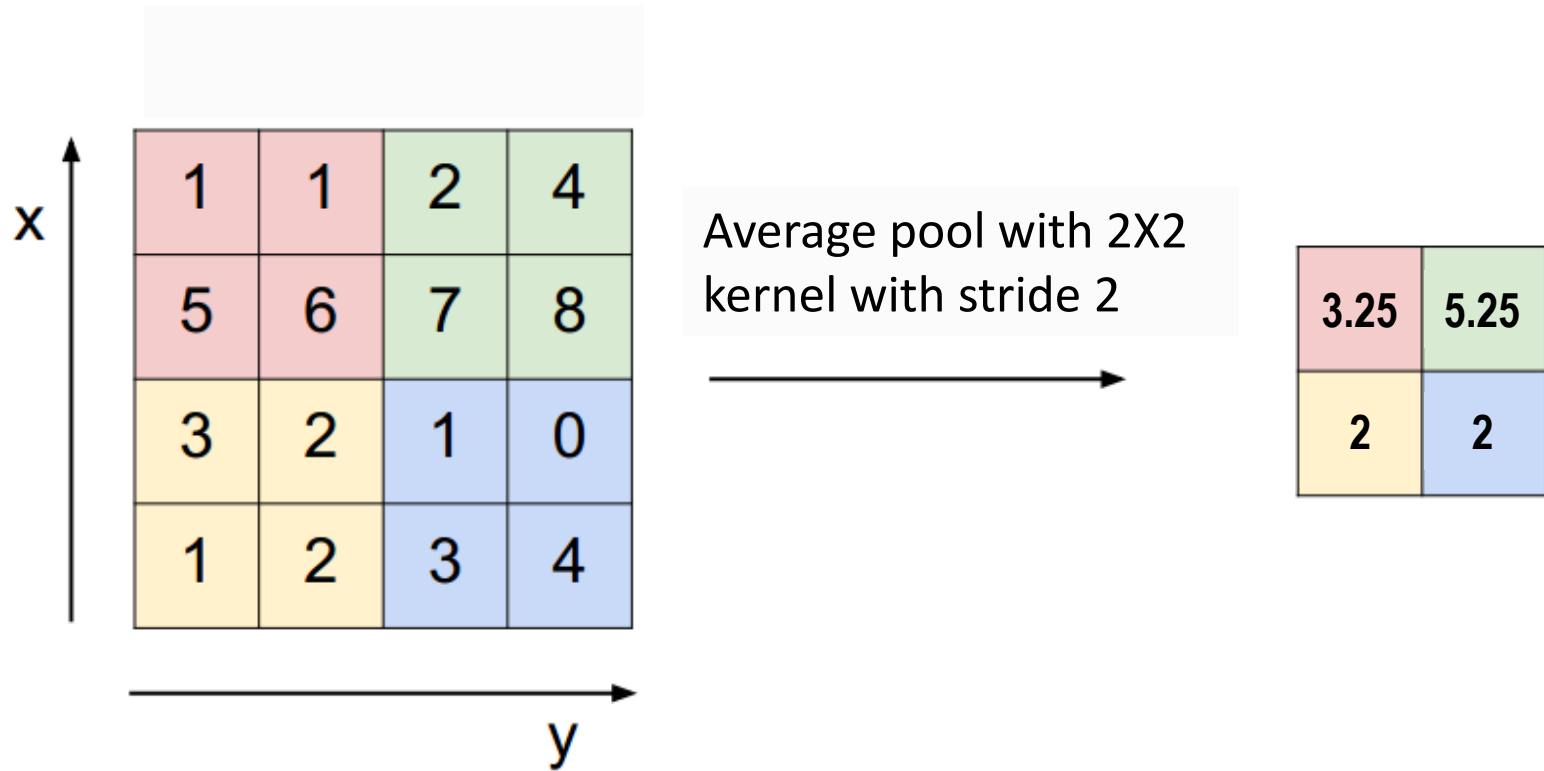 1 1 2 4
x
Average pool with 2X2
kernel with stride 2
5 6 7 8
3.25 5.25
3 2 1 0
2 2
1 2 3 4
y